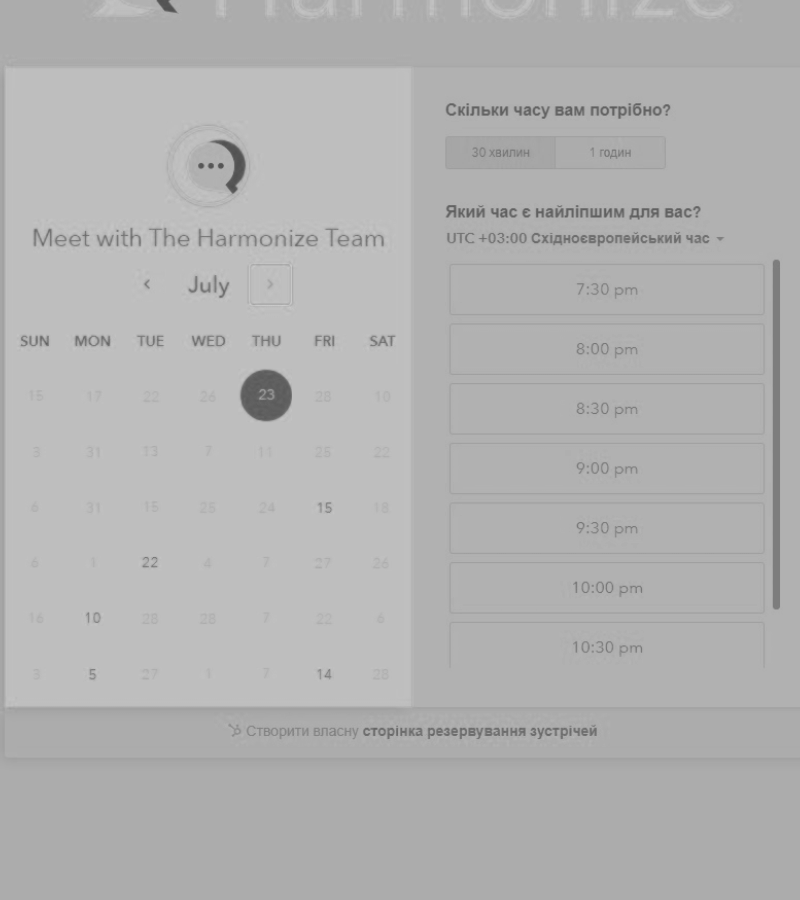 Harmonize
Meet with The Harmonize Team
July
SUN MON TUE WED THU FRI SAT
15 17 22 26 23 28 10
3 31 13 7 11 25 22
6 31 15 25 24 15 18
6 1 22 4 7 27 26
16 10 28 28 7 22 6
3 5 27 1 7 14 25
Скільки часу вам потрібно?
30 хвилин 1 годин
Який час є найліпшим для вас?
UTC +03:00 Східноєвропейський час
7:30 pm
8:00 pm
8:30 pm
9:00 pm
9:30 pm
10:00 pm
10:30 pm
Створити власну сторінка резервування зустрічей